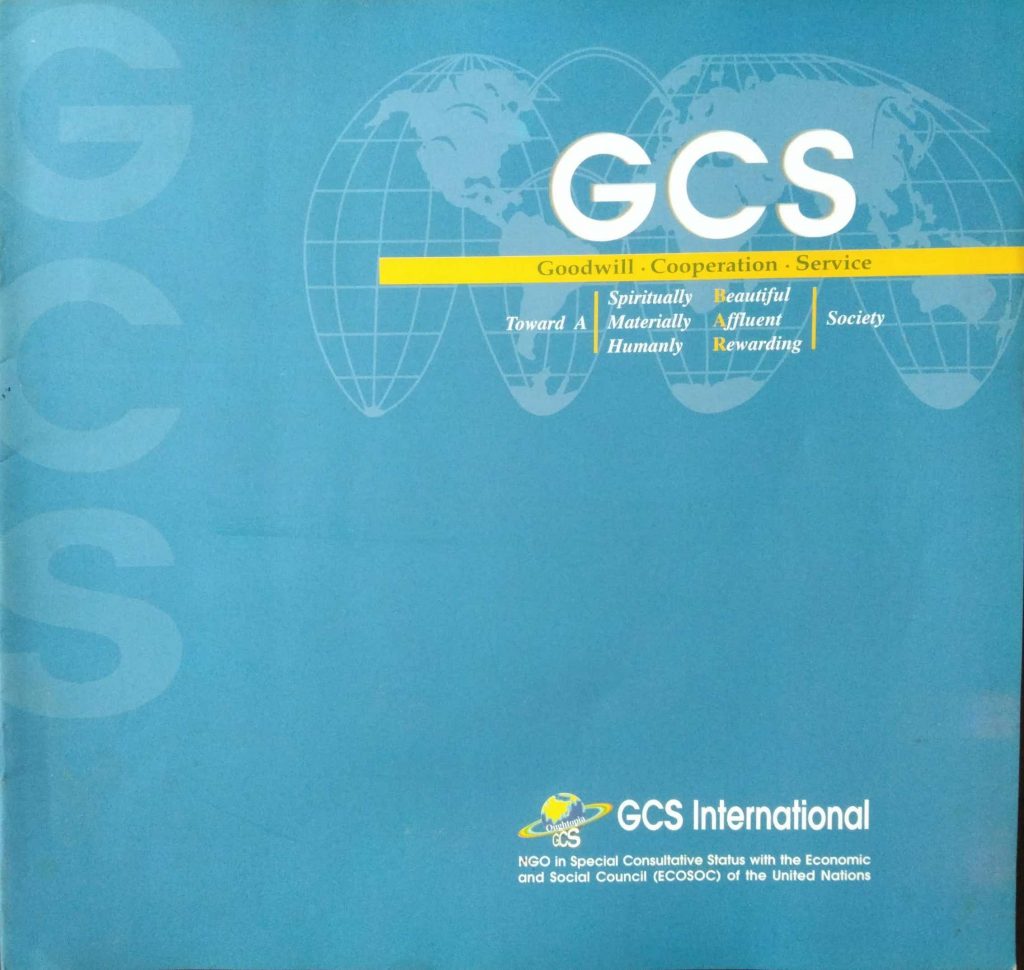 G
C
S
GCS
Goodwill · Cooperation · Service
Toward A
Spiritually Beautiful
Materially Affluent
Humanly Rewarding
Society
Oughtopia
GCS
GCS International
NGO in Special Consultative Status with the Economic
and Social Council (ECOSOC) of the United Nations